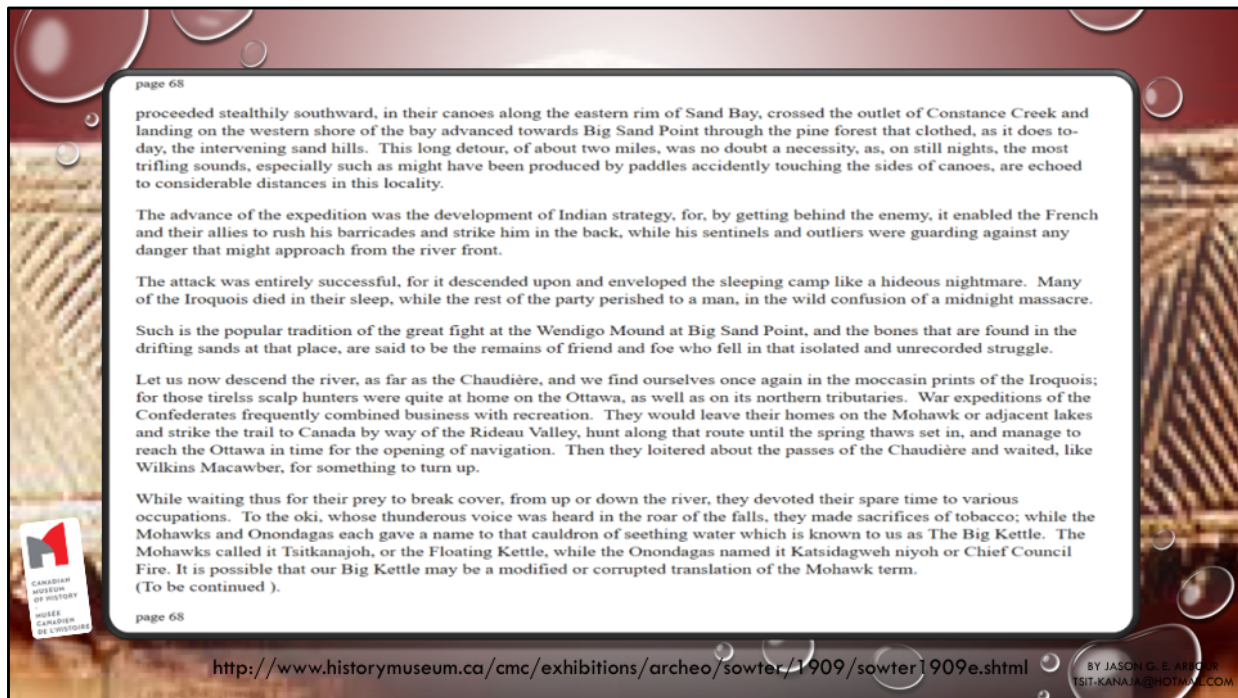 page 68
proceeded stealthily southward, in their canoes along the eastern rim of Sand Bay, crossed the outlet of Constance Creek and
landing on the western shore of the bay advanced towards Big Sand Point through the pine forest that clothed, as it does to-
day, the intervening sand hills. This long detour, of about two miles, was no doubt a necessity, as, on still nights, the most
trifling sounds, especially such as might have been produced by paddles accidently touching the sides of canoes, are echoed
to considerable distances in this locality.
The advance of the expedition was the development of Indian strategy, for, by getting behind the enemy, it enabled the French
and their allies to rush his barricades and strike him in the back, while his sentinels and outliers were guarding against any
danger that might approach from the river front.
The attack was entirely successful, for it descended upon and enveloped the sleeping camp like a hideous nightmare. Many
of the Iroquois died in their sleep, while the rest of the party perished to a man, in the wild confusion of a midnight massacre.
Such is the popular tradition of the great fight at the Wendigo Mound at Big Sand Point, and the bones that are found in the
drifting sands at that place, are said to be the remains of friend and foe who fell in that isolated and unrecorded struggle.
Let us now descend the river, as far as the Chaudière, and we find ourselves once again in the moccasin prints of the Iroquois;
for those tirelss scalp hunters were quite at home on the Ottawa, as well as on its northern tributaries. War expeditions of the
Confederates frequently combined business with recreation. They would leave their homes on the Mohawk or adjacent lakes
and strike the trail to Canada by way of the Rideau Valley, hunt along that route until the spring thaws set in, and manage to
reach the Ottawa in time for the opening of navigation. Then they loitered about the passes of the Chaudière and waited, like
Wilkins Macawber, for something to turn up.
While waiting thus for their prey to break cover, from up or down the river, they devoted their spare time to various
occupations. To the oki, whose thunderous voice was heard in the roar of the falls, they made sacrifices of tobacco; while the
Mohawks and Onondagas each gave a name to that cauldron of seething water which is known to us as The Big Kettle. The
Mohawks called it Tsitkanajoh, or the Floating Kettle, while the Onondagas named it Katsidagweh niyoh or Chief Council
Fire. It is possible that our Big Kettle may be a modified or corrupted translation of the Mohawk term.
(To be continued ).
page 68
CANADIAN
MUSEUM
OF HISTORY
MUSÉE
CANADIEN
DE L'HISTOIRE
http://www.historymuseum.ca/cmc/exhibitions/archeo/sowter/1909/sowter1909e.shtml
BY JASON G. E. ARBOUR
TSIT-KANAJA@HOTMAIL.COM